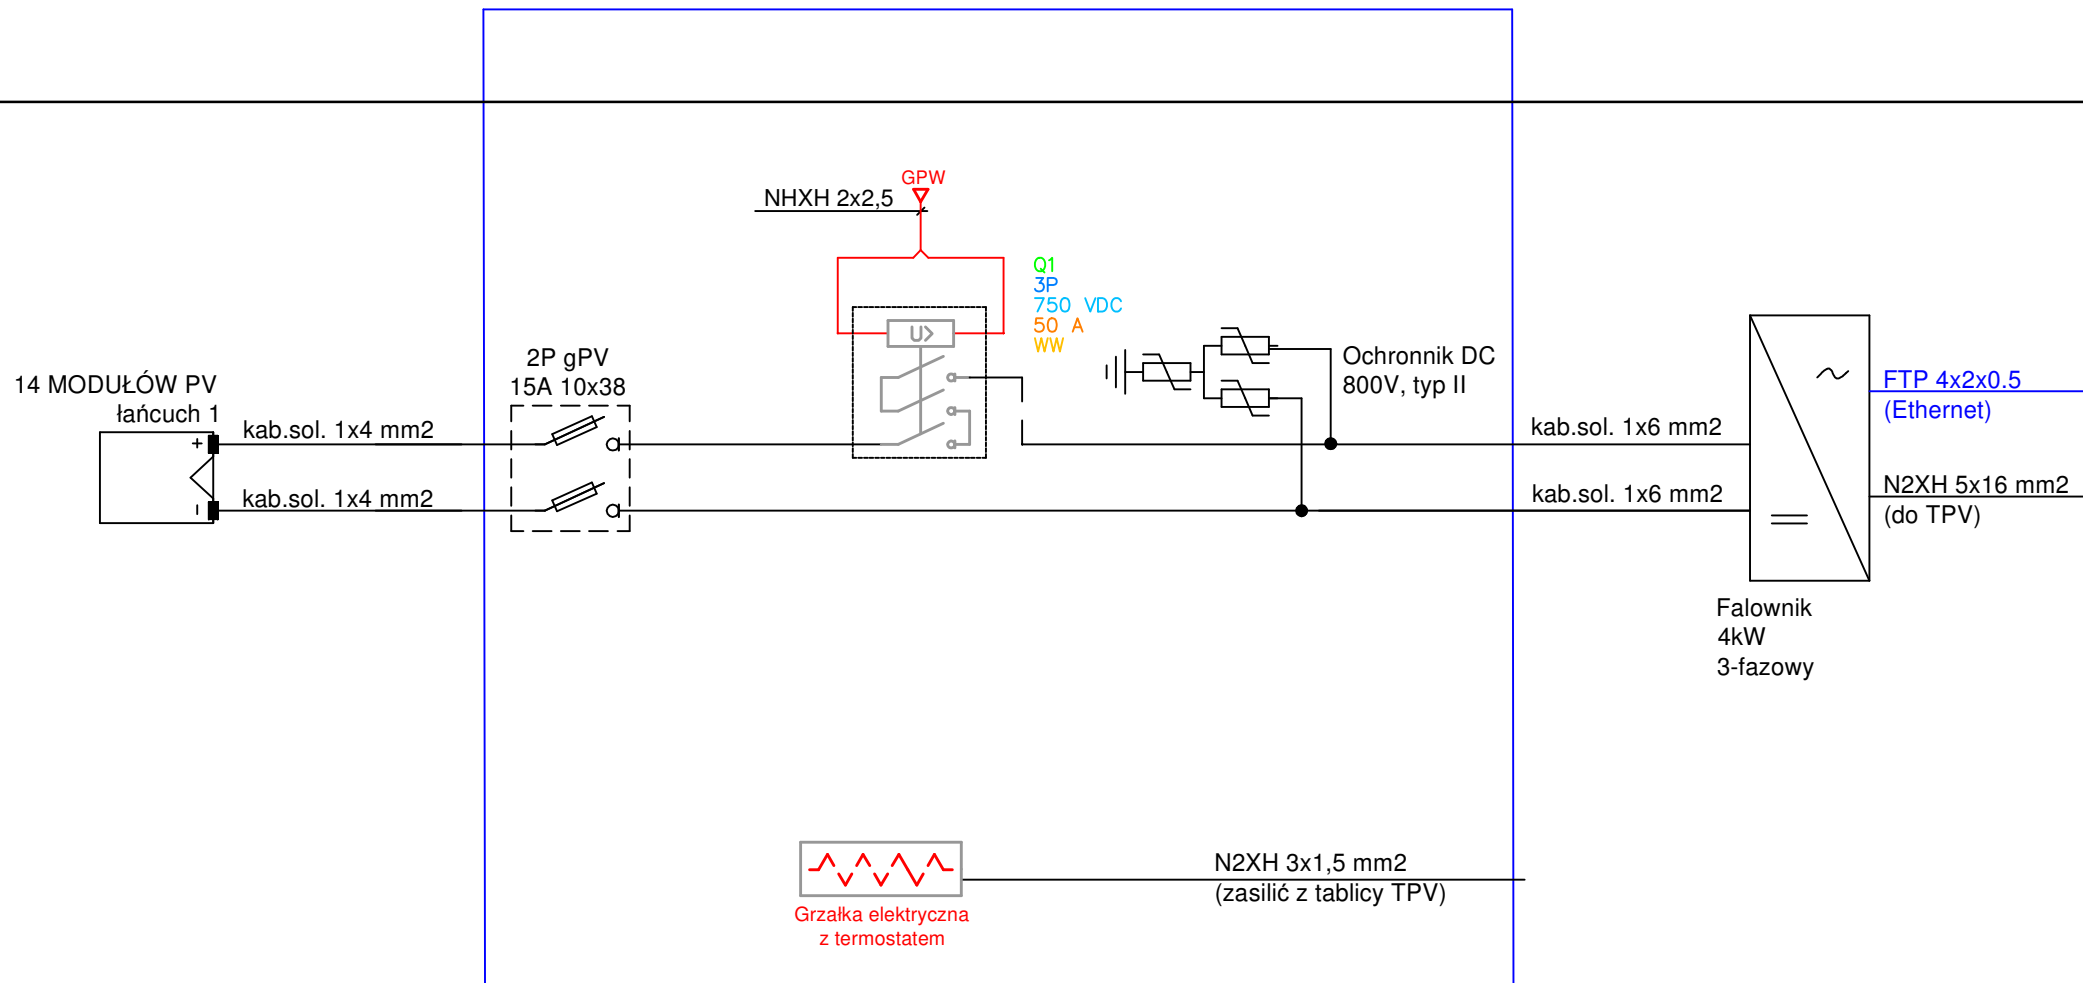 GPW
NHXH 2x2,5
Q1
3P
750 VDC
50 A
WW
U>
2P gPV
15A 10x38
Ochronnik DC
800V, typ II
14 MODUŁÓW PV
łańcuch 1
+
kab.sol. 1x4 mm2
kab.sol. 1x6 mm2
FTP 4x2x0.5
(Ethernet)
-
kab.sol. 1x4 mm2
kab.sol. 1x6 mm2
N2XH 5x16 mm2
(do TPV)
Falownik
4kW
3-fazowy
N2XH 3x1,5 mm2
(zasilić z tablicy TPV)
Grzałka elektryczna
z termostatem